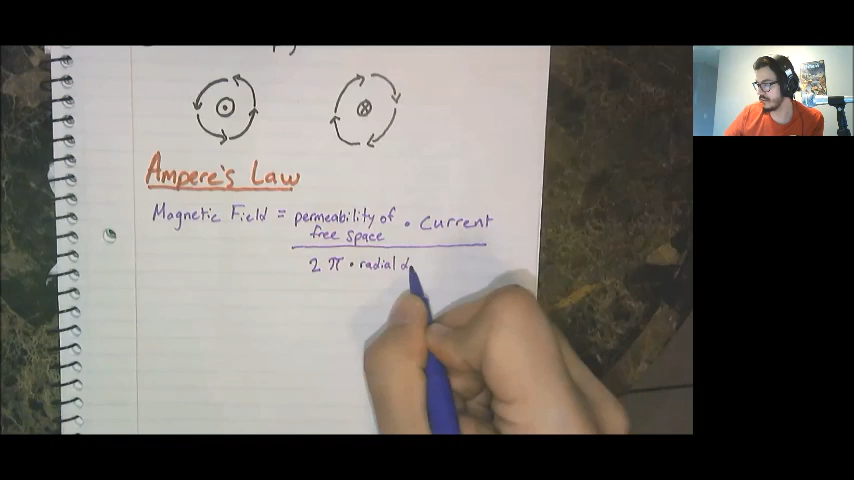 Ampere's Law
Magnetic Field = permeability of free space • Current
2 π • radial d